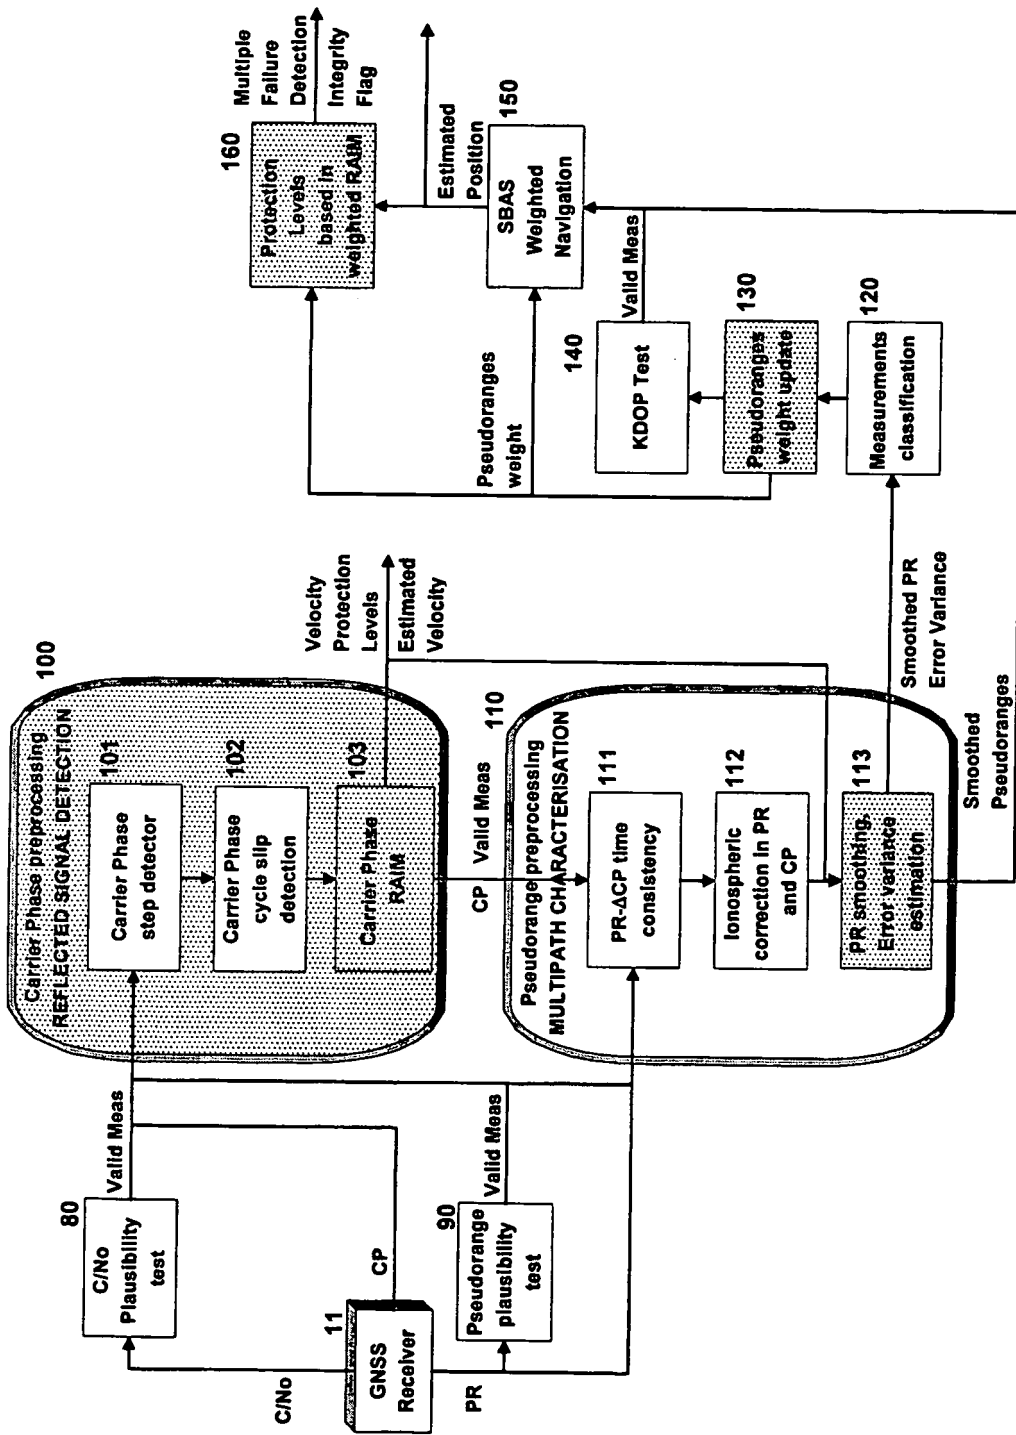 C/No
PR
11
GNSS
Receiver
CP
80
C/No
Plausibility
test
Valid Meas
90
Pseudorange
plausibility
test
Valid Meas
100
Carrier Phase preprocessing
REFLECTED SIGNAL DETECTION
101
Carrier Phase
step detector
102
Carrier Phase
cycle slip
detection
103
Carrier Phase
RAIM
CP Valid Meas
110
Pseudorange preprocessing
MULTIPATH CHARACTERISATION
111
PR-ΔCP time
consistency
112
Ionospheric
correction in PR
and CP
113
PR smoothing,
Error variance
estimation
Velocity
Protection
Levels
Estimated
Velocity
Smoothed PR
Error Variance
Smoothed
Pseudoranges
120
Measurements
classification
130
Pseudoranges
weight update
140
KDOP Test
Valid Meas
Pseudoranges
weight
150
SBAS
Weighted
Navigation
Estimated
Position
160
Protection
Levels
based in
weighted RAIM
Multiple
Failure
Detection
Integrity
Flag